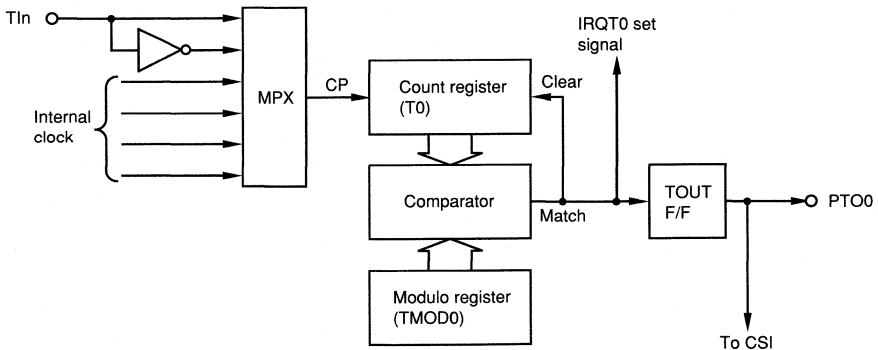 TIn
Internal
clock
MPX
CP
Count register
(T0)
Clear
IRQT0 set
signal
Comparator
Match
TOUT
F/F
PTO0
Modulo register
(TMOD0)
To CSI